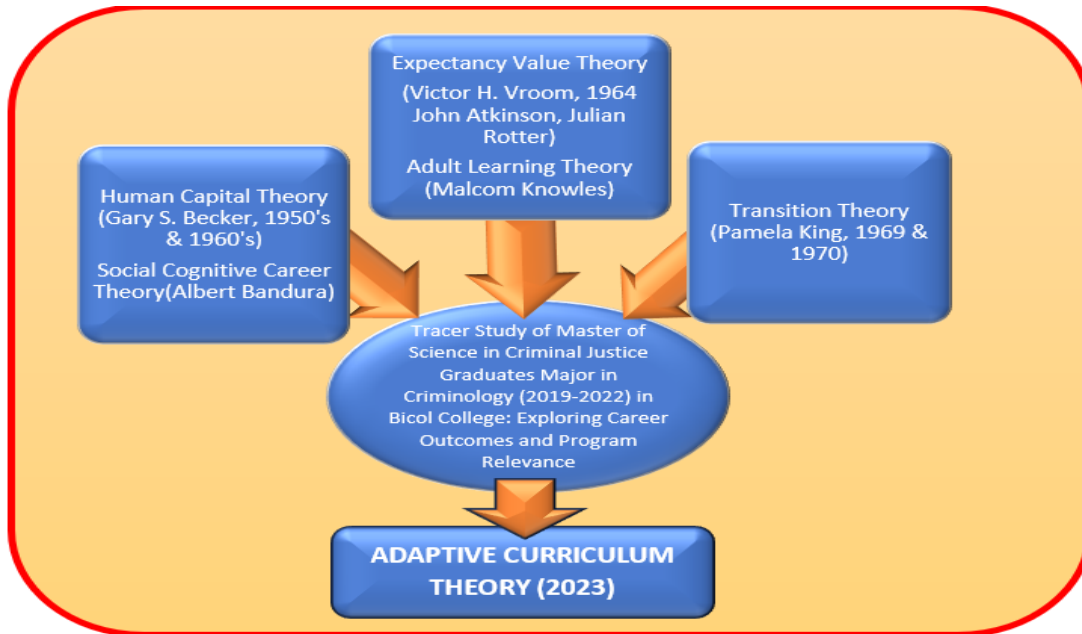 Expectancy Value Theory
(Victor H. Vroom, 1964
John Atkinson, Julian
Rotter)
Adult Learning Theory
(Malcom Knowles)
Human Capital Theory
(Gary S. Becker, 1950's
& 1960's)
Social Cognitive Career
Theory(Albert Bandura)
Transition Theory
(Pamela King, 1969 &
1970)
Tracer Study of Master of
Science in Criminal Justice
Graduates Major in
Criminology (2019-2022) in
Bicol College: Exploring Career
Outcomes and Program
Relevance
ADAPTIVE CURRICULUM
THEORY (2023)